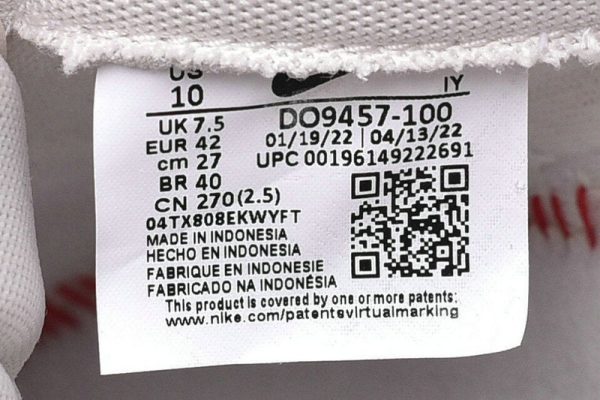 US
10
IY
UK 7.5
EUR 42
cm 27
BR 40
CN 270(2.5)
04TX808EKWYFT
MADE IN INDONESIA
HECHO EN INDONESIA
FABRIQUE EN INDONESIE
FABRICADO NA INDONÉSIA
DO9457-100
01/19/22 | 04/13/22
UPC 00196149222691
This product is covered by one or more patents:
www.nike.com/patentsvirtualmarking